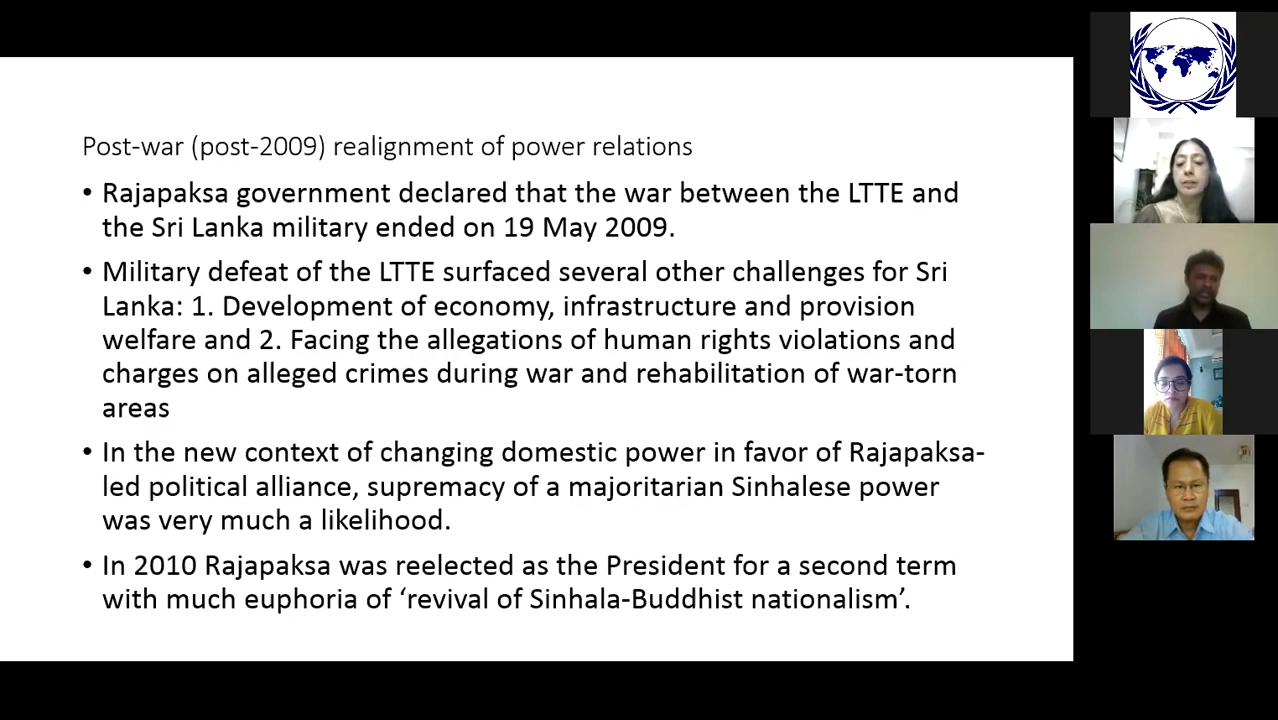 Post-war (post-2009) realignment of power relations
• Rajapaksa government declared that the war between the LTTE and
the Sri Lanka military ended on 19 May 2009.
• Military defeat of the LTTE surfaced several other challenges for Sri
Lanka: 1. Development of economy, infrastructure and provision
welfare and 2. Facing the allegations of human rights violations and
charges on alleged crimes during war and rehabilitation of war-torn
areas
• In the new context of changing domestic power in favor of Rajapaksa-
led political alliance, supremacy of a majoritarian Sinhalese power
was very much a likelihood.
• In 2010 Rajapaksa was reelected as the President for a second term
with much euphoria of ‘revival of Sinhala-Buddhist nationalism’.